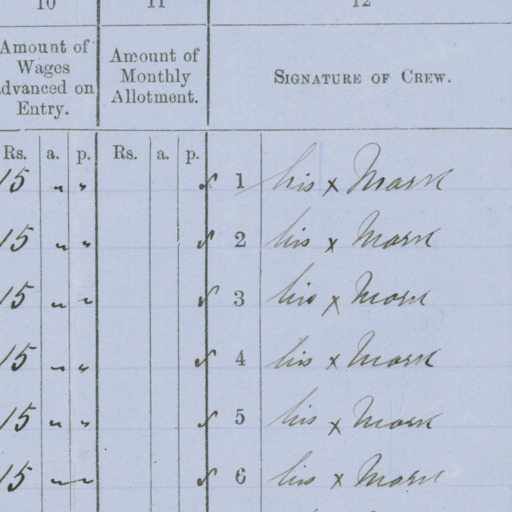 10 11 12
Amount of Wages advanced on Entry. Amount of Monthly Allotment. SIGNATURE OF CREW.
Rs. a. p. Rs. a. p.
15 „ „ 1 his x Mark
15 „ „ 2 his x Mark
15 „ „ 3 his x Mark
15 „ „ 4 his x Mark
15 „ „ 5 his x Mark
15 „ „ 6 his x Mark